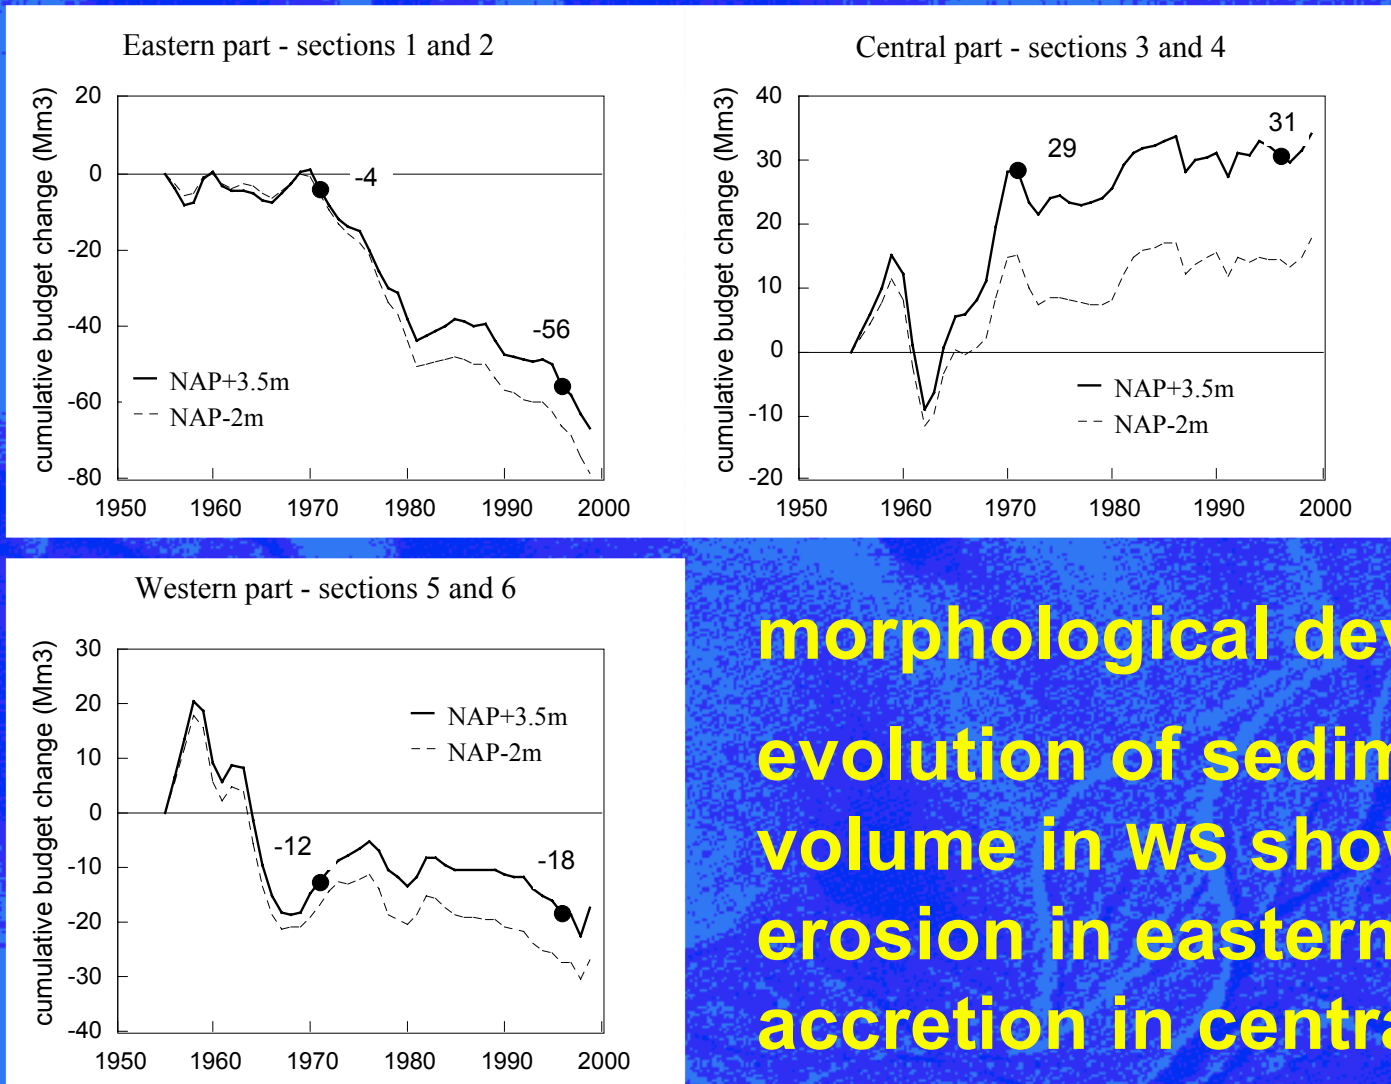 Eastern part - sections 1 and 2
cumulative budget change (Mm3)
20
0
-20
-40
-60
-80
-4
-56
NAP+3.5m
NAP-2m
1950 1960 1970 1980 1990 2000
Central part - sections 3 and 4
cumulative budget change (Mm3)
40
30
20
10
0
-10
-20
29
31
NAP+3.5m
NAP-2m
1950 1960 1970 1980 1990 2000
Western part - sections 5 and 6
cumulative budget change (Mm3)
30
20
10
0
-10
-20
-30
-40
NAP+3.5m
NAP-2m
-12
-18
1950 1960 1970 1980 1990 2000
morphological dev
evolution of sedim
volume in WS show
erosion in eastern
accretion in centra